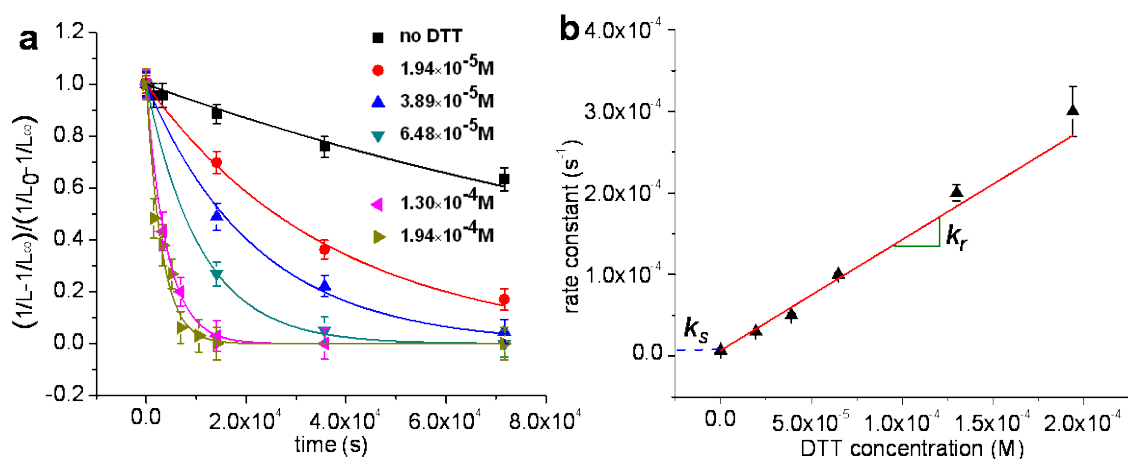 a
(1/L-1/L∞)/(1/L0-1/L∞)
1.2
1.0
0.8
0.6
0.4
0.2
0.0
-0.2
no DTT
1.94×10⁻⁵M
3.89×10⁻⁵M
6.48×10⁻⁵M
1.30×10⁻⁴M
1.94×10⁻⁴M
0.0 2.0x10⁴ 4.0x10⁴ 6.0x10⁴ 8.0x10⁴
time (s)
b
rate constant (s⁻¹)
4.0x10⁻⁴
3.0x10⁻⁴
2.0x10⁻⁴
1.0x10⁻⁴
0.0
kr
ks
0.0 5.0x10⁻⁵ 1.0x10⁻⁴ 1.5x10⁻⁴ 2.0x10⁻⁴
DTT concentration (M)